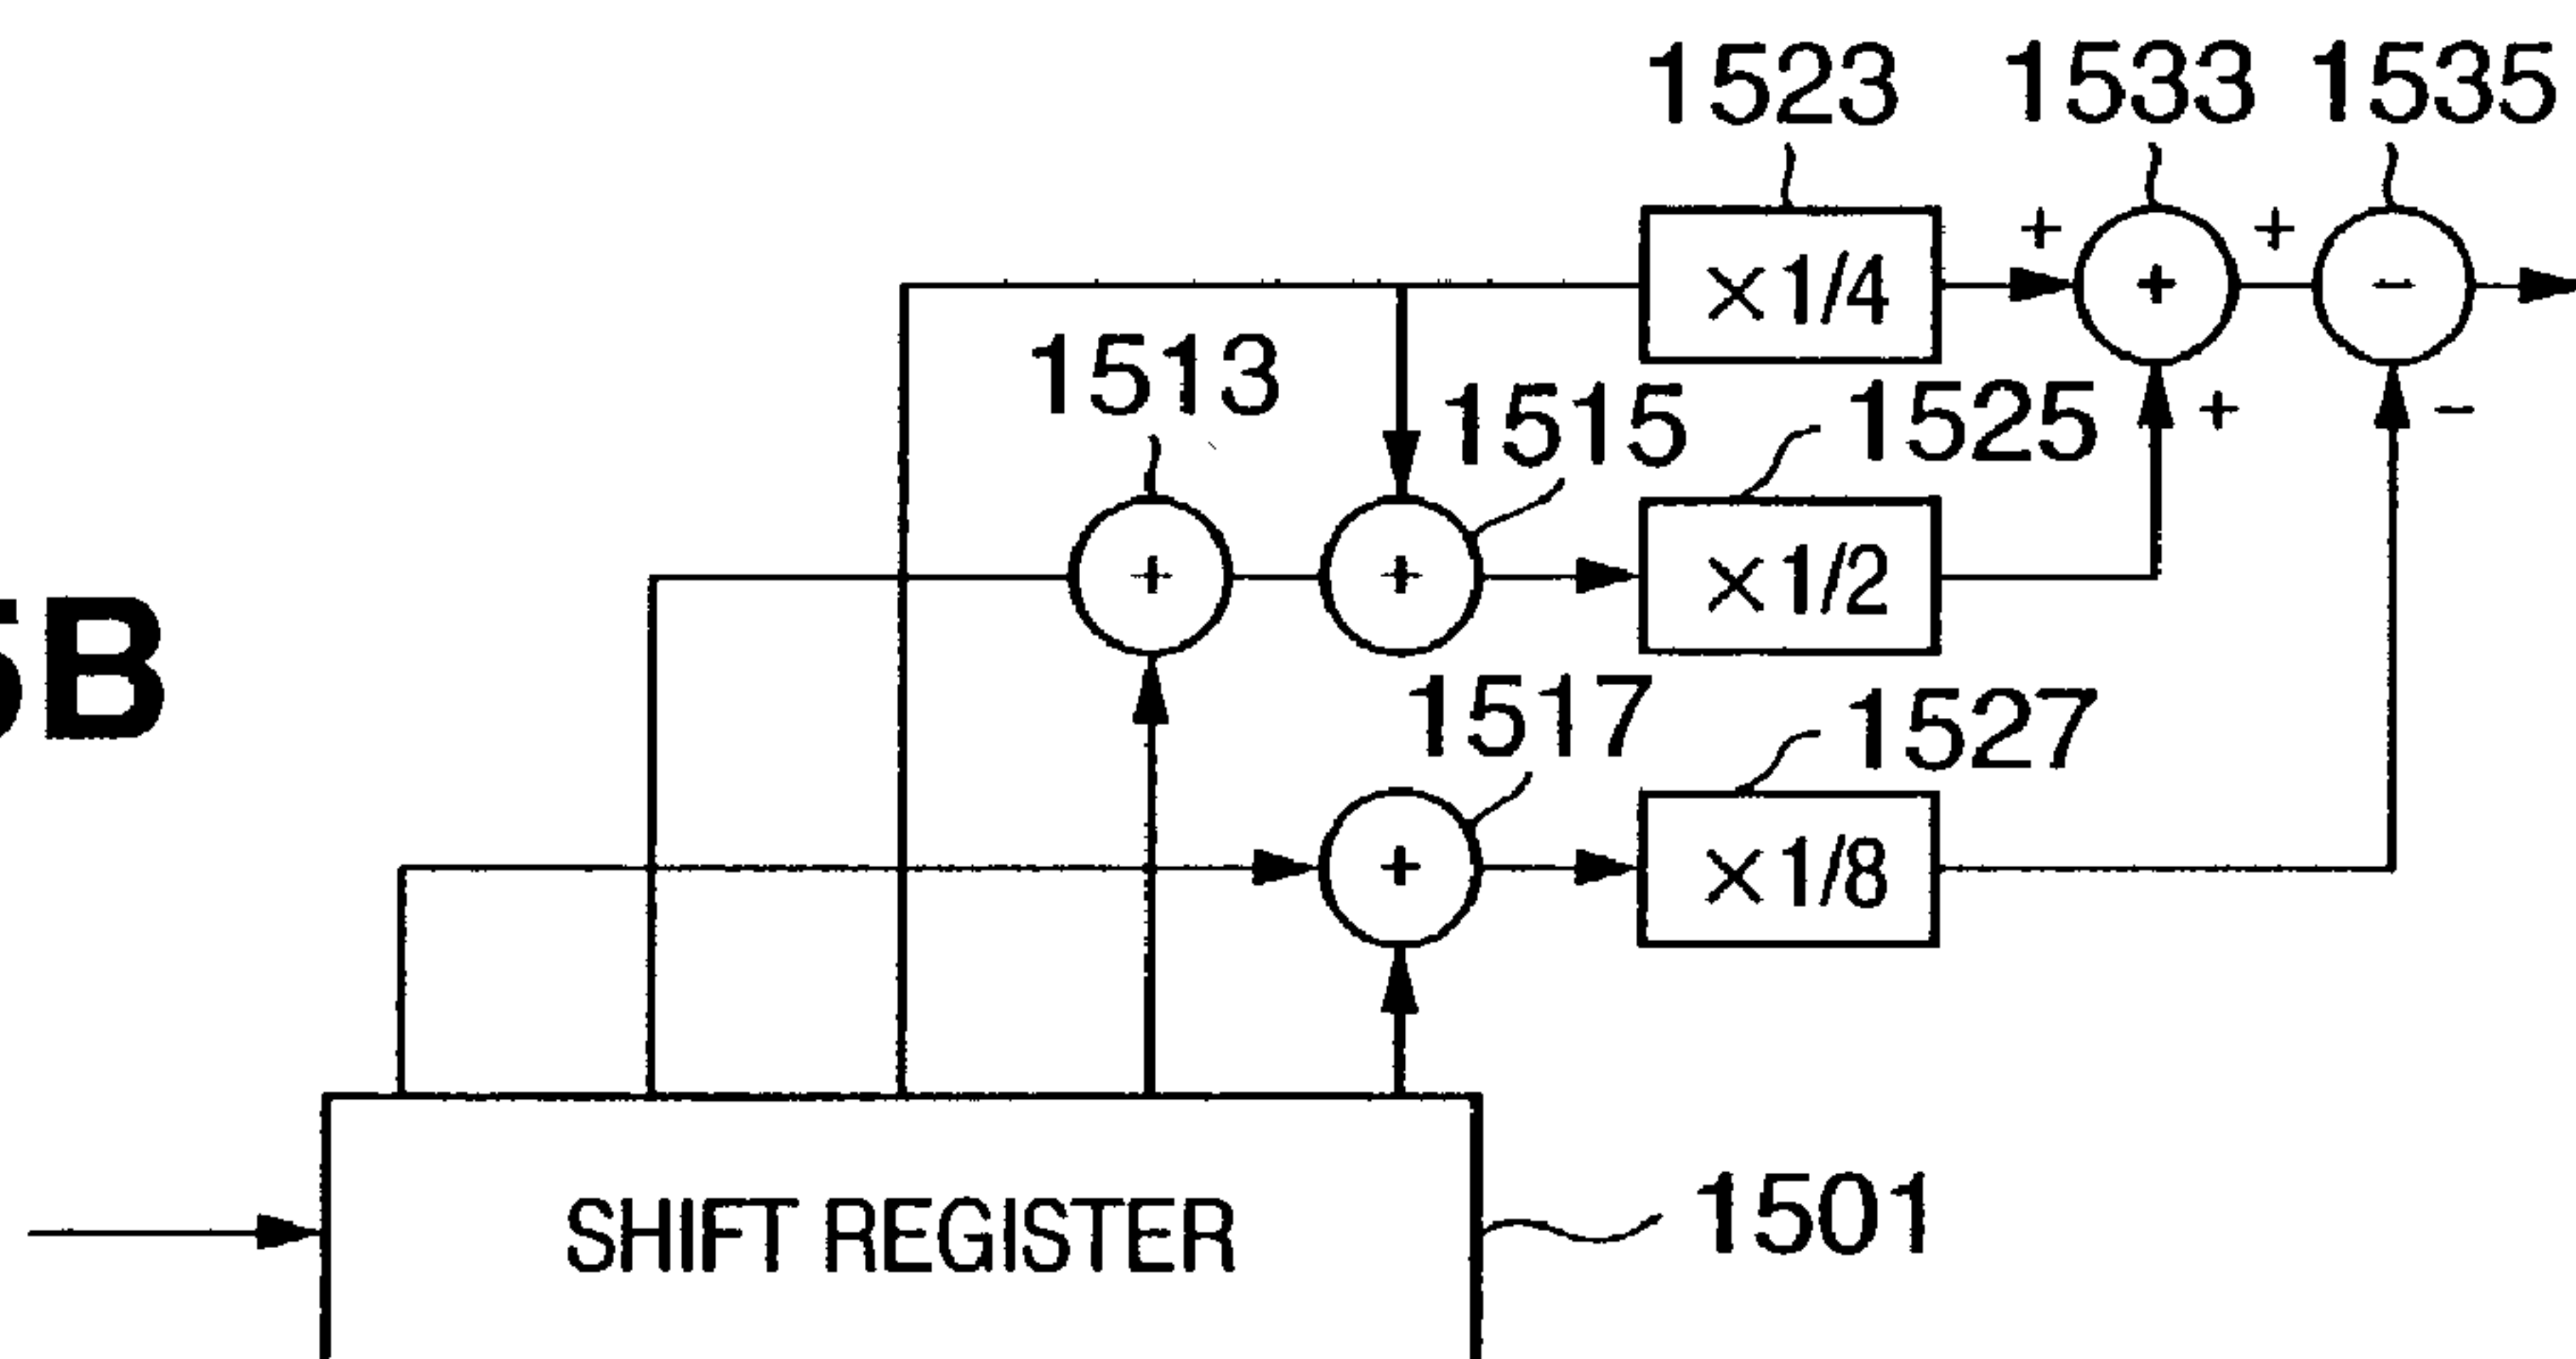 1523 1533 1535
×1/4 + + + −
1513 1515 1525 + −
+ + ×1/2
5B
1517 1527
+ ×1/8
SHIFT REGISTER 1501